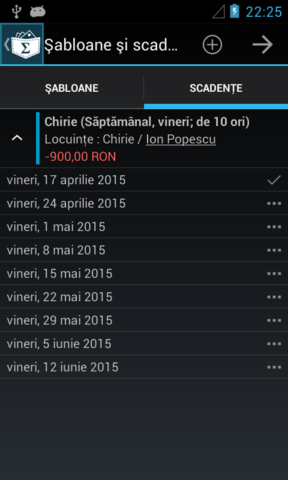 22:25
Şabloane şi scad...
ŞABLOANE
SCADENŢE
Chirie (Săptămânal, vineri; de 10 ori)
Locuinţe : Chirie / Ion Popescu
-900,00 RON
vineri, 17 aprilie 2015
vineri, 24 aprilie 2015
vineri, 1 mai 2015
vineri, 8 mai 2015
vineri, 15 mai 2015
vineri, 22 mai 2015
vineri, 29 mai 2015
vineri, 5 iunie 2015
vineri, 12 iunie 2015